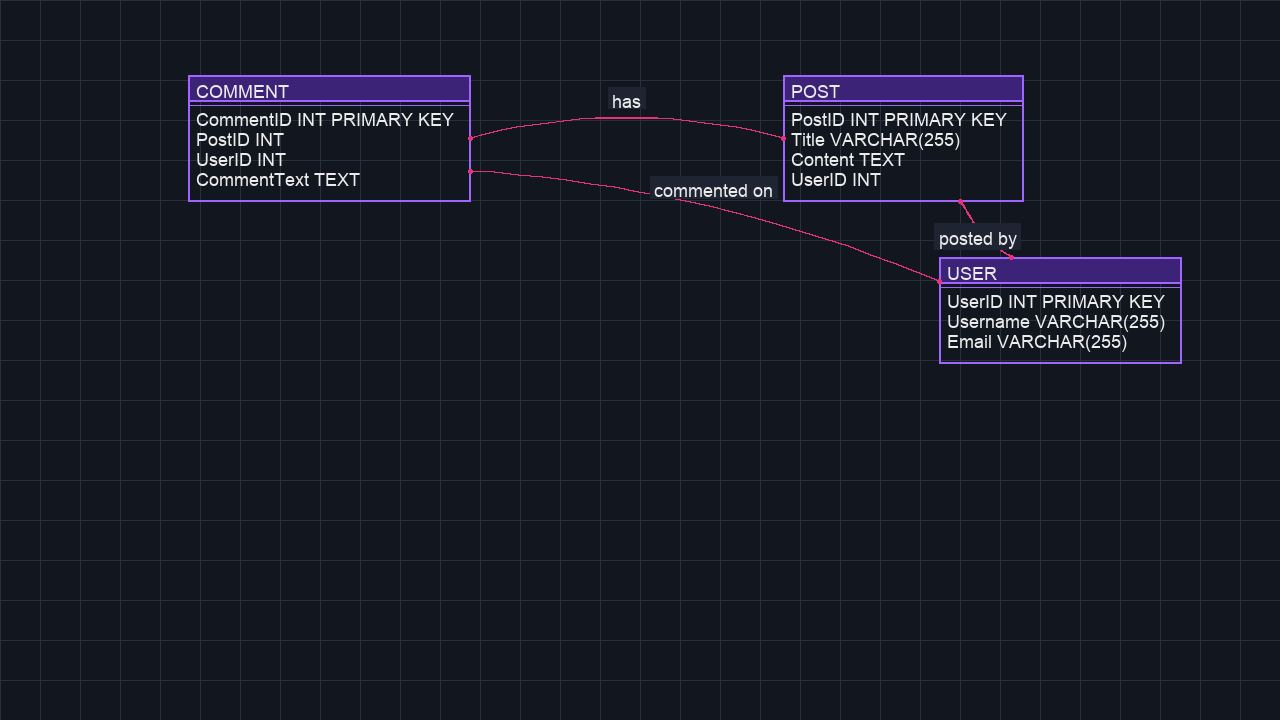 COMMENT
CommentID INT PRIMARY KEY
PostID INT
UserID INT
CommentText TEXT
has
commented on
POST
PostID INT PRIMARY KEY
Title VARCHAR(255)
Content TEXT
UserID INT
posted by
USER
UserID INT PRIMARY KEY
Username VARCHAR(255)
Email VARCHAR(255)